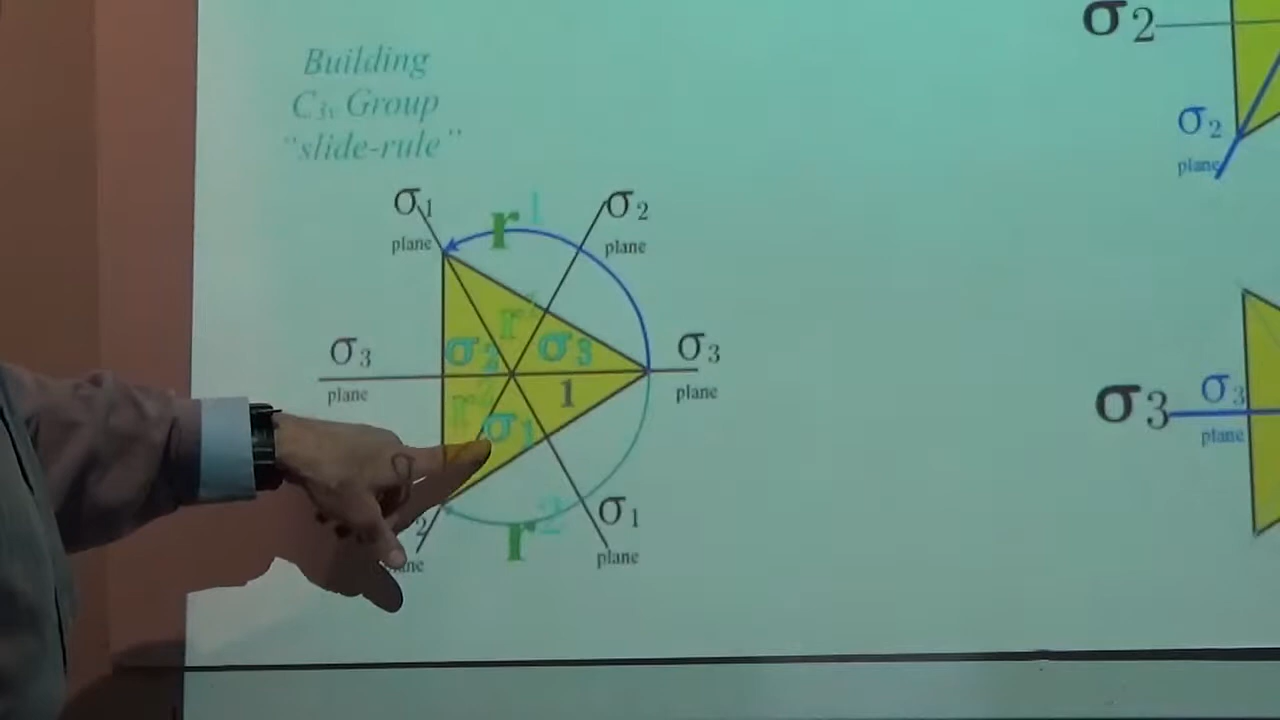 Building
C3v Group
"slide-rule"
σ1
plane
r1
σ2
plane
σ3
plane
σ2
σ3
1
σ1
σ3
plane
r2
σ1
plane
σ2
σ2
plane
σ3
σ3
plane